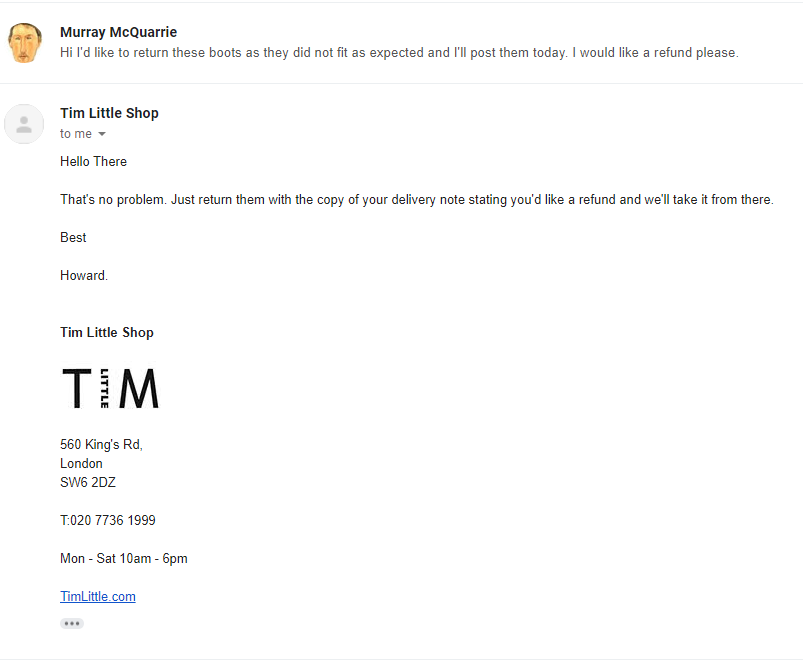 Murray McQuarrie
Hi I'd like to return these boots as they did not fit as expected and I'll post them today. I would like a refund please.
Tim Little Shop
to me
Hello There
That's no problem. Just return them with the copy of your delivery note stating you'd like a refund and we'll take it from there.
Best
Howard.
Tim Little Shop
TIM
LITTLE
560 King's Rd,
London
SW6 2DZ
T:020 7736 1999
Mon - Sat 10am - 6pm
TimLittle.com